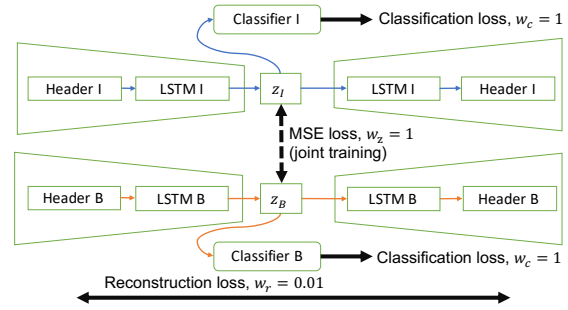 Classifier I
Classification loss, w_c = 1
Header I
LSTM I
z_I
LSTM I
Header I
MSE loss, w_z = 1
(joint training)
Header B
LSTM B
z_B
LSTM B
Header B
Classifier B
Classification loss, w_c = 1
Reconstruction loss, w_r = 0.01